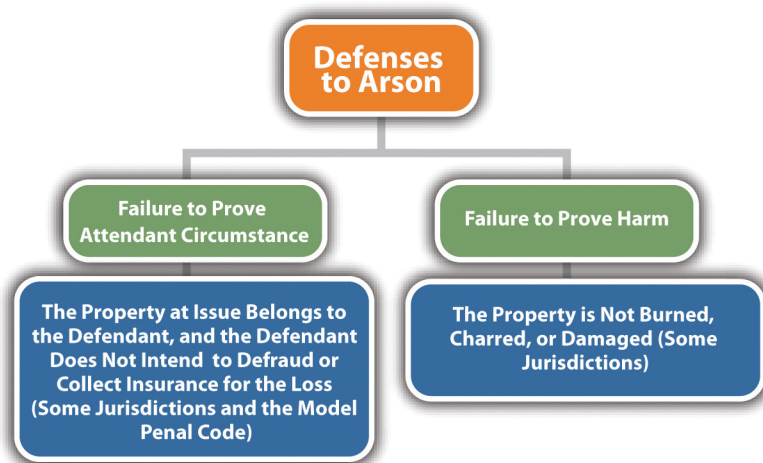 Defenses
to Arson
Failure to Prove
Attendant Circumstance
Failure to Prove Harm
The Property at Issue Belongs to
the Defendant, and the Defendant
Does Not Intend to Defraud or
Collect Insurance for the Loss
(Some Jurisdictions and the Model
Penal Code)
The Property is Not Burned,
Charred, or Damaged (Some
Jurisdictions)